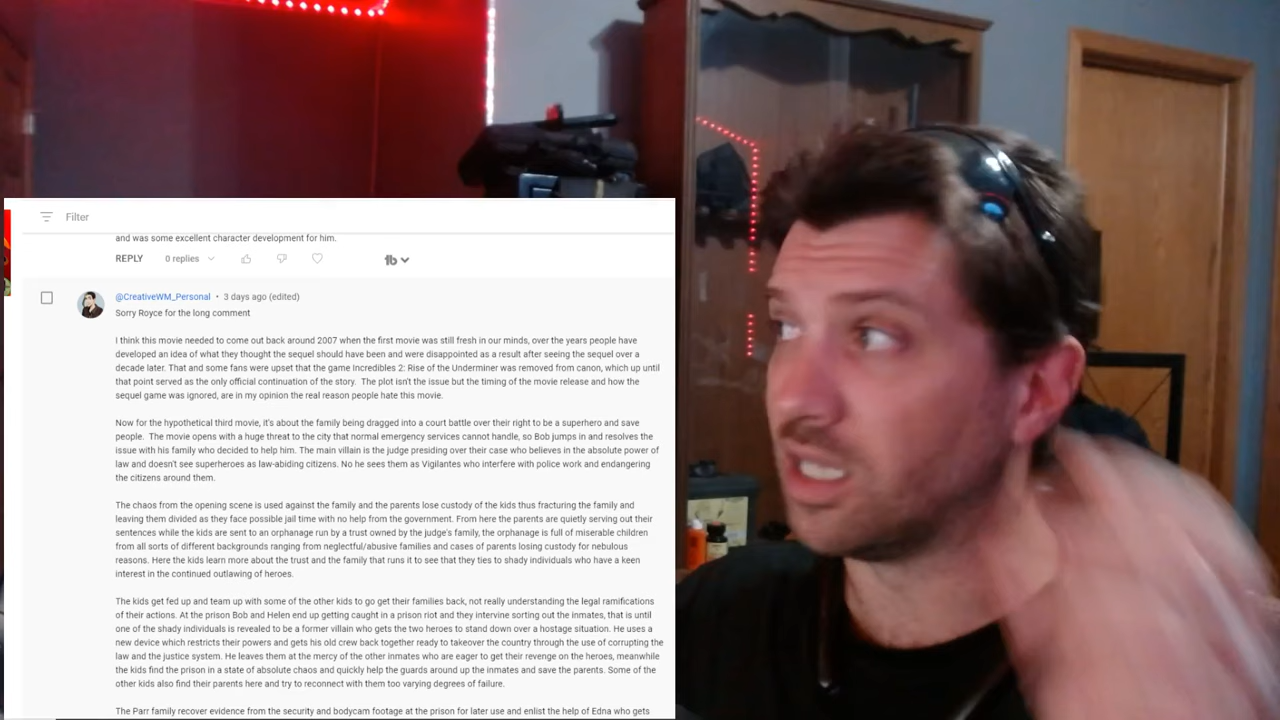 Filter
and was some excellent character development for him.
REPLY 0 replies
@CreativeWM_Personal • 3 days ago (edited)
Sorry Royce for the long comment
I think this movie needed to come out back around 2007 when the first movie was still fresh in our minds, over the years people have
developed an idea of what they thought the sequel should have been and were disappointed as a result after seeing the sequel over a
decade later. That and some fans were upset that the game Incredibles 2: Rise of the Underminer was removed from canon, which up until
that point served as the only official continuation of the story. The plot isn't the issue but the timing of the movie release and how the
sequel game was ignored, are in my opinion the real reason people hate this movie.
Now for the hypothetical third movie, it's about the family being dragged into a court battle over their right to be a superhero and save
people. The movie opens with a huge threat to the city that normal emergency services cannot handle, so Bob jumps in and resolves the
issue with his family who decided to help him. The main villain is the judge presiding over their case who believes in the absolute power of
law and doesn't see superheroes as law-abiding citizens. No he sees them as Vigilantes who interfere with police work and endangering
the citizens around them.
The chaos from the opening scene is used against the family and the parents lose custody of the kids thus fracturing the family and
leaving them divided as they face possible jail time with no help from the government. From here the parents are quietly serving out their
sentences while the kids are sent to an orphanage run by a trust owned by the judge's family, the orphanage is full of miserable children
from all sorts of different backgrounds ranging from neglectful/abusive families and cases of parents losing custody for nebulous
reasons. Here the kids learn more about the trust and the family that runs it to see that they ties to shady individuals who have a keen
interest in the continued outlawing of heroes.
The kids get fed up and team up with some of the other kids to go get their families back, not really understanding the legal ramifications
of their actions. At the prison Bob and Helen end up getting caught in a prison riot and they intervine sorting out the inmates, that is until
one of the shady individuals is revealed to be a former villain who gets the two heroes to stand down over a hostage situation. He uses a
new device which restricts their powers and gets his old crew back together ready to takeover the country through the use of corrupting the
law and the justice system. He leaves them at the mercy of the other inmates who are eager to get their revenge on the heroes, meanwhile
the kids find the prison in a state of absolute chaos and quickly help the guards around up the inmates and save the parents. Some of the
other kids also find their parents here and try to reconnect with them too varying degrees of failure.
The Parr family recover evidence from the security and bodycam footage at the prison for later use and enlist the help of Edna who gets